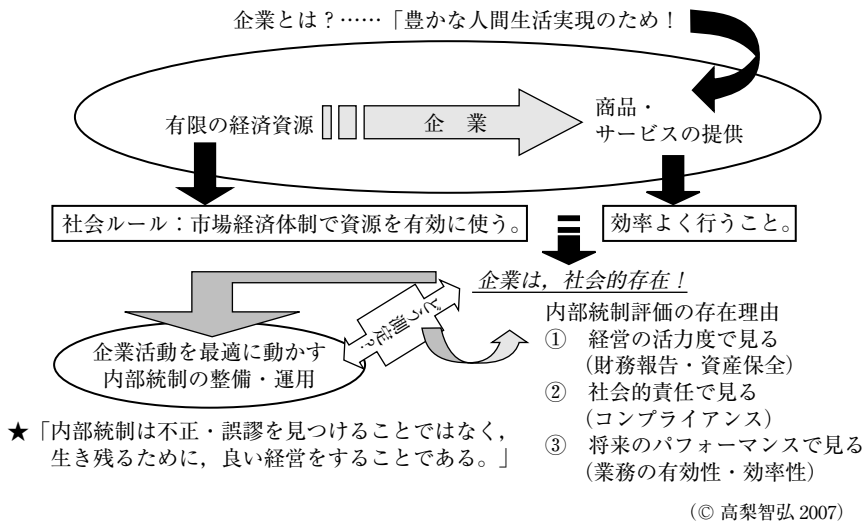 企業とは?……「豊かな人間生活実現のため!
有限の経済資源
企 業
商品・
サービスの提供
社会ルール:市場経済体制で資源を有効に使う。
効率よく行うこと。
企業は,社会的存在!
どう測定?
企業活動を最適に動かす
内部統制の整備・運用
内部統制評価の存在理由
① 経営の活力度で見る
(財務報告・資産保全)
② 社会的責任で見る
(コンプライアンス)
③ 将来のパフォーマンスで見る
(業務の有効性・効率性)
★「内部統制は不正・誤謬を見つけることではなく,
生き残るために,良い経営をすることである。」
(© 高梨智弘 2007)